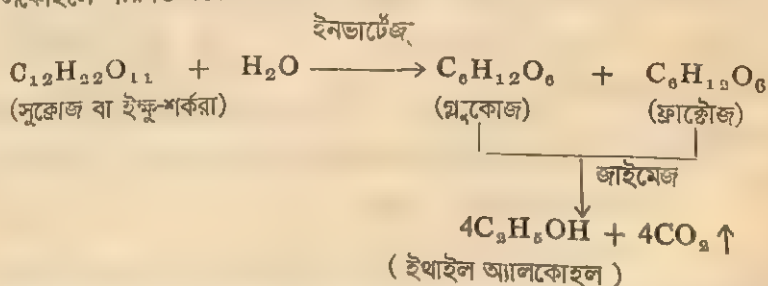 ইনভার্টেজ্
C₁₂H₂₂O₁₁ + H₂O ⟶ C₆H₁₂O₆ + C₆H₁₂O₆
(সুক্রোজ বা ইক্ষু-শর্করা) (গ্লুকোজ) (ফ্রাক্টোজ)
জাইমেজ
4C₂H₅OH + 4CO₂ ↑
( ইথাইল অ্যালকোহল )